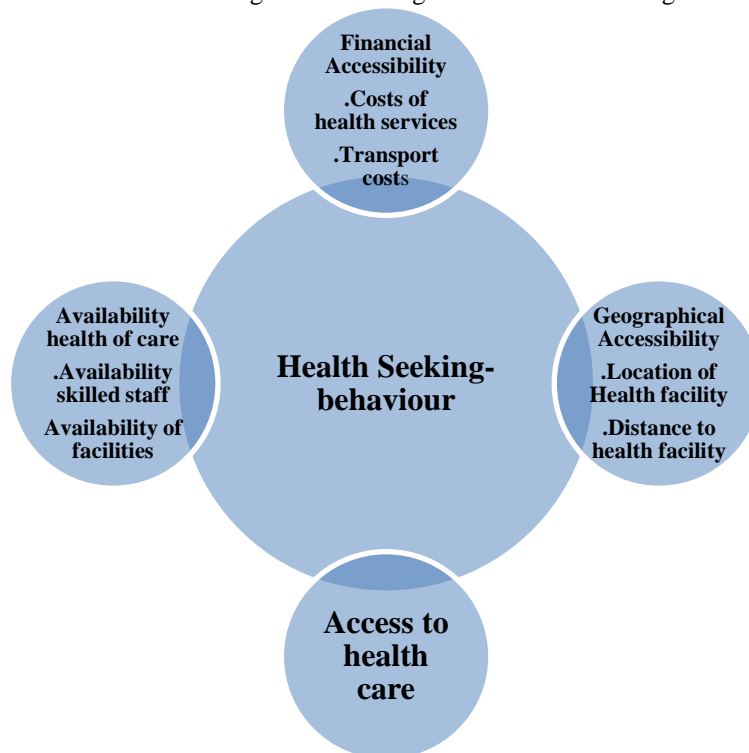 Financial
Accessibility
.Costs of
health services
.Transport
costs
Availability
health of care
.Availability
skilled staff
Availability of
facilities
Health Seeking-
behaviour
Geographical
Accessibility
.Location of
Health facility
.Distance to
health facility
Access to
health
care